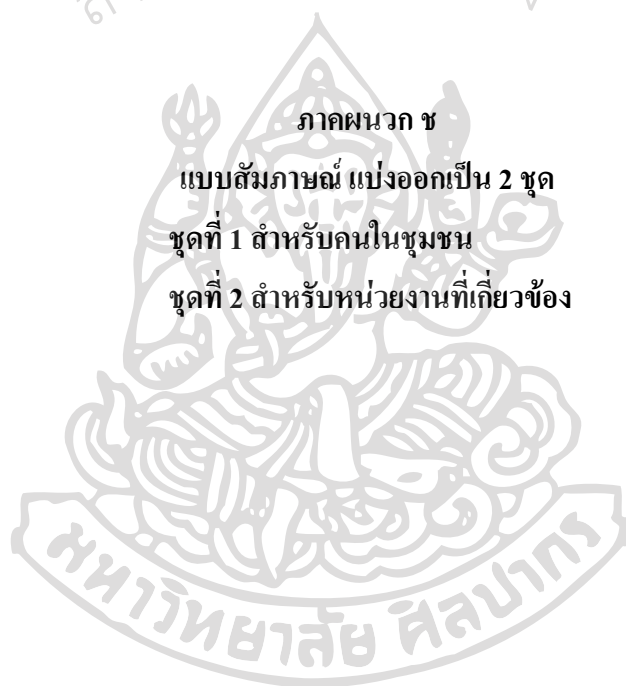 ภาคผนวก ช
แบบสัมภาษณ์ แบ่งออกเป็น 2 ชุด
ชุดที่ 1 สำหรับคนในชุมชน
ชุดที่ 2 สำหรับหน่วยงานที่เกี่ยวข้อง
มหาวิทยาลัย ศิลปากร